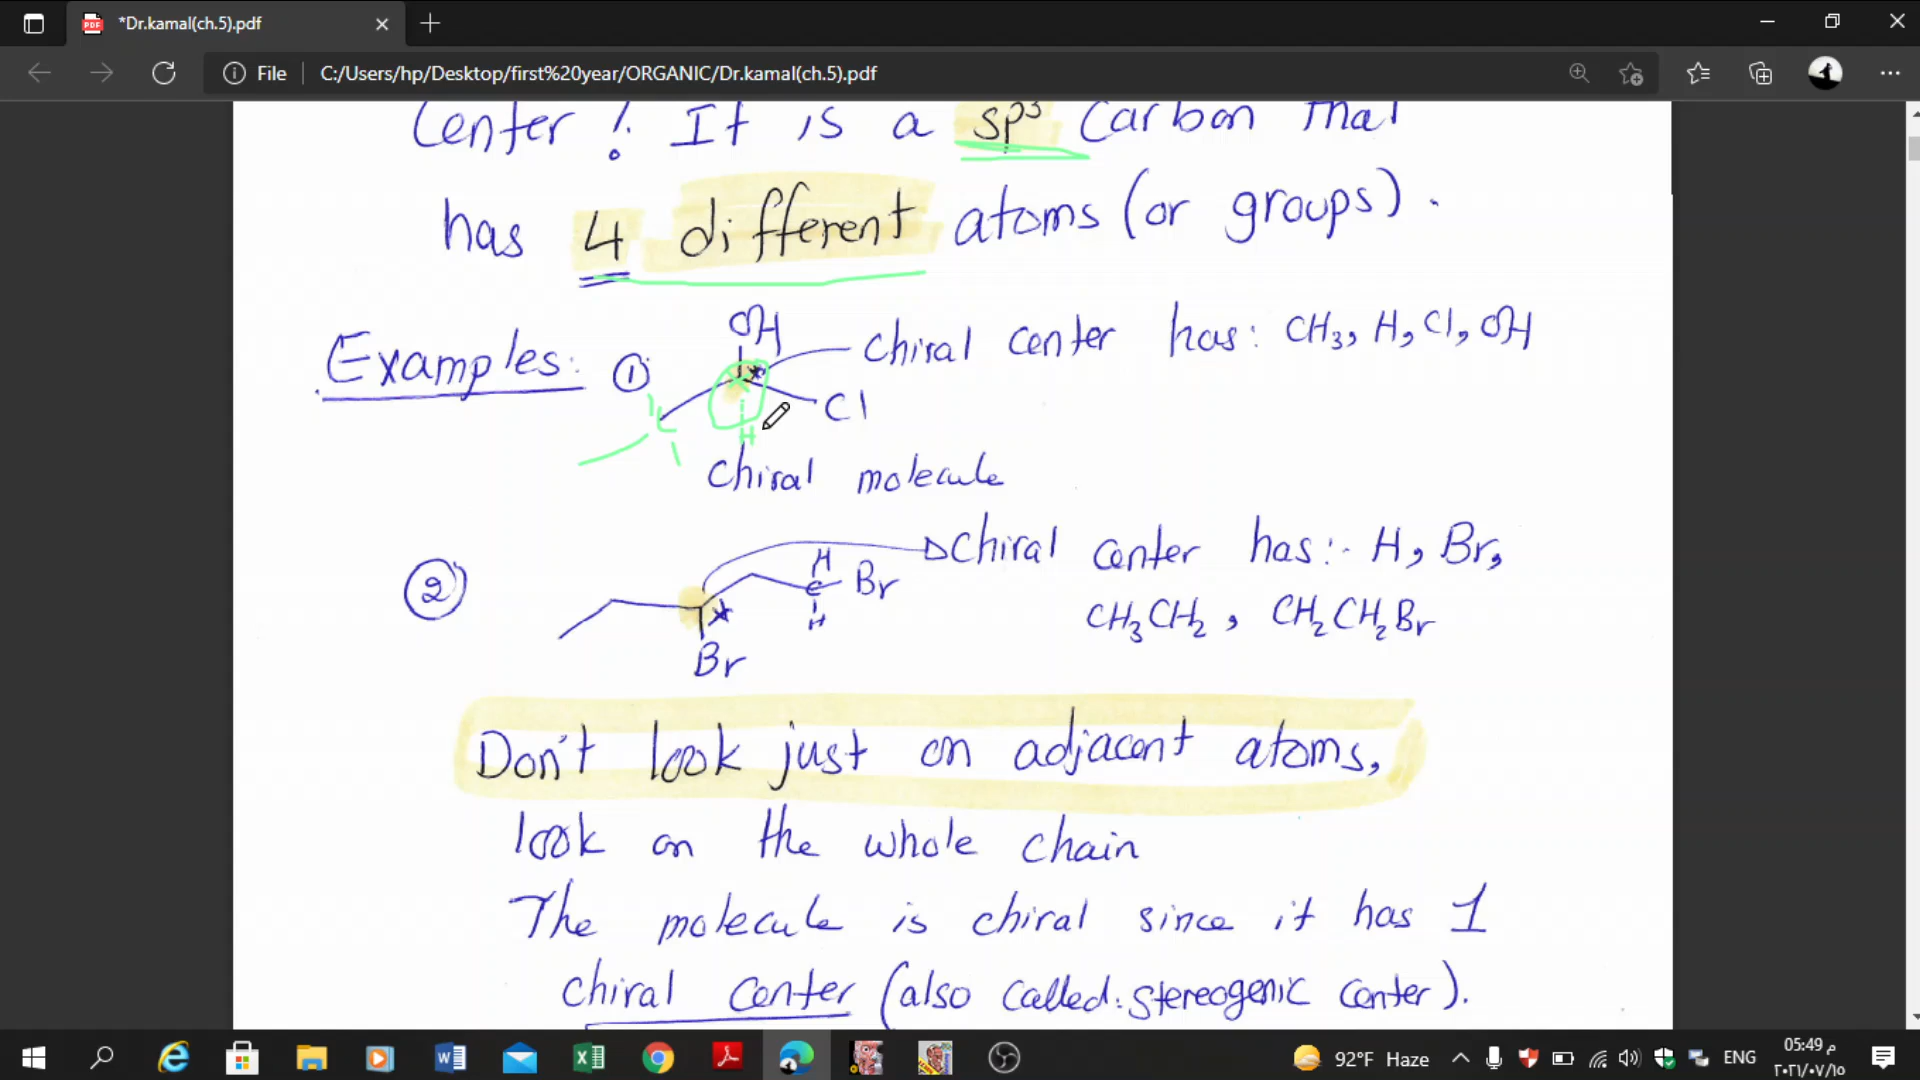 *Dr.kamal(ch.5).pdf
File
C:/Users/hp/Desktop/first%20year/ORGANIC/Dr.kamal(ch.5).pdf
Center! It is a sp³ Carbon that
has 4 different atoms (or groups).
Examples: ① OH * Cl H Chiral center has: CH₃, H, Cl, OH
Chiral molecule
② Br * H C H Br Chiral center has:- H, Br,
CH₃CH₂, CH₂CH₂Br
Don't look just on adjacent atoms,
look on the whole chain
The molecule is chiral since it has 1
chiral center (also called: stereogenic center).
92°F Haze
ENG
05:49 م
٢٠٢١/٠٧/١٥